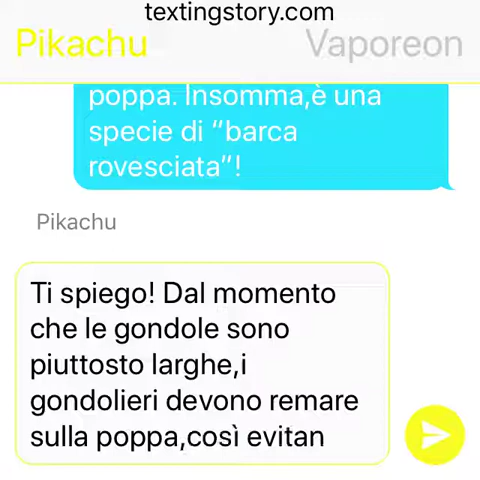 textingstory.com
Pikachu Vaporeon
poppa. Insomma,è una
specie di “barca
rovesciata”!
Pikachu
Ti spiego! Dal momento
che le gondole sono
piuttosto larghe,i
gondolieri devono remare
sulla poppa,così evitan